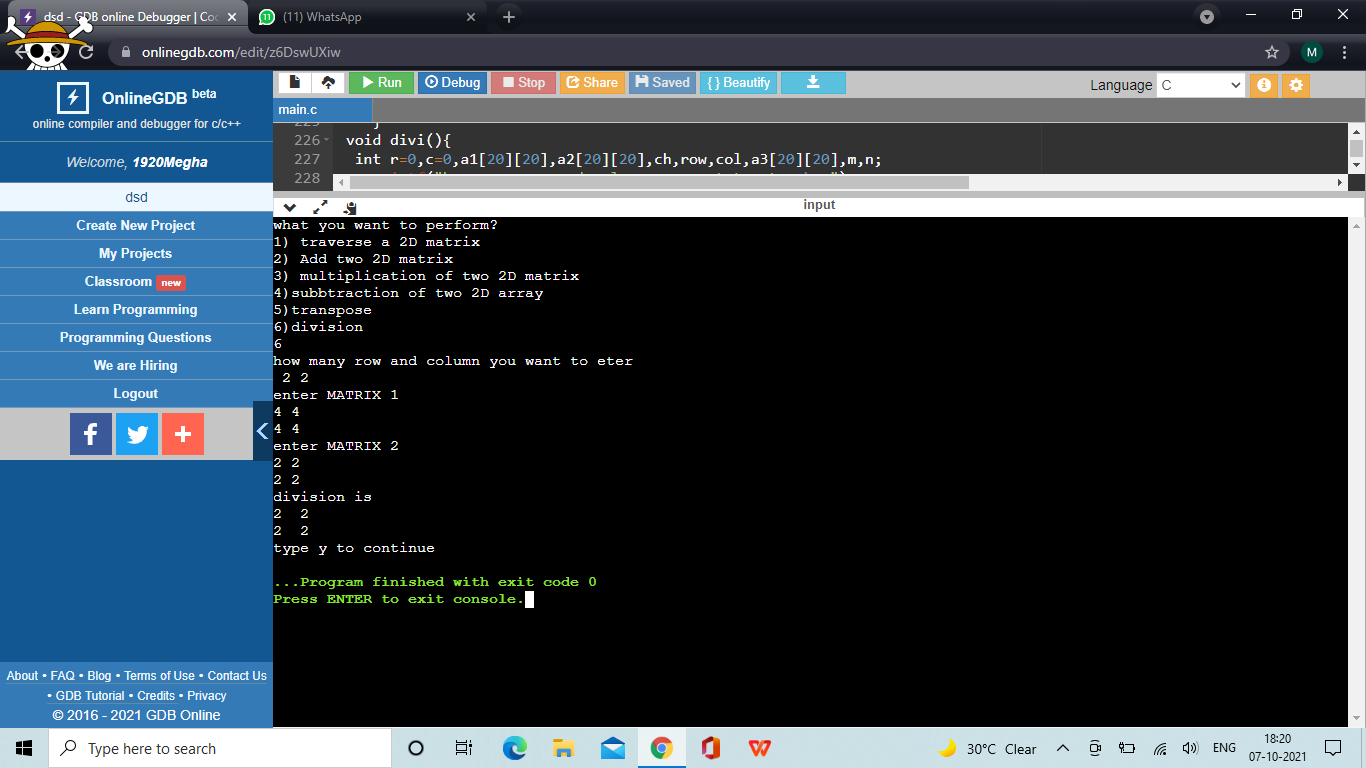 dsd - GDB online Debugger | Co
(11) WhatsApp
onlinegdb.com/edit/z6DswUXiw
M
OnlineGDB beta
online compiler and debugger for c/c++
Welcome, 1920Megha
dsd
Create New Project
My Projects
Classroom new
Learn Programming
Programming Questions
We are Hiring
Logout
About • FAQ • Blog • Terms of Use • Contact Us
• GDB Tutorial • Credits • Privacy
© 2016 - 2021 GDB Online
Run Debug Stop Share Saved { } Beautify
Language C
main.c
225 }
226 void divi(){
227 int r=0,c=0,a1[20][20],a2[20][20],ch,row,col,a3[20][20],m,n;
228
input
what you want to perform?
1) traverse a 2D matrix
2) Add two 2D matrix
3) multiplication of two 2D matrix
4)subbtraction of two 2D array
5)transpose
6)division
6
how many row and column you want to eter
2 2
enter MATRIX 1
4 4
4 4
enter MATRIX 2
2 2
2 2
division is
2 2
2 2
type y to continue
...Program finished with exit code 0
Press ENTER to exit console.
Type here to search
30°C Clear
ENG
18:20
07-10-2021